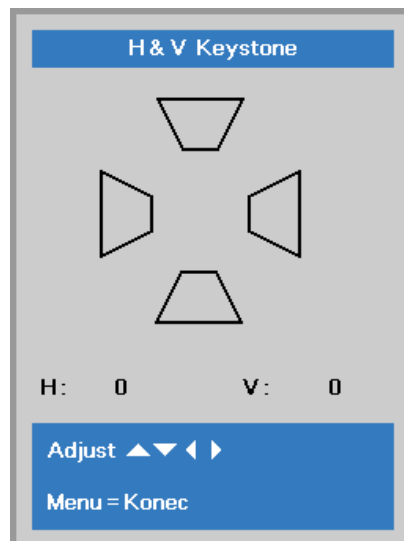 H & V Keystone
H: 0 V: 0
Adjust ▲▼◀▶
Menu = Konec